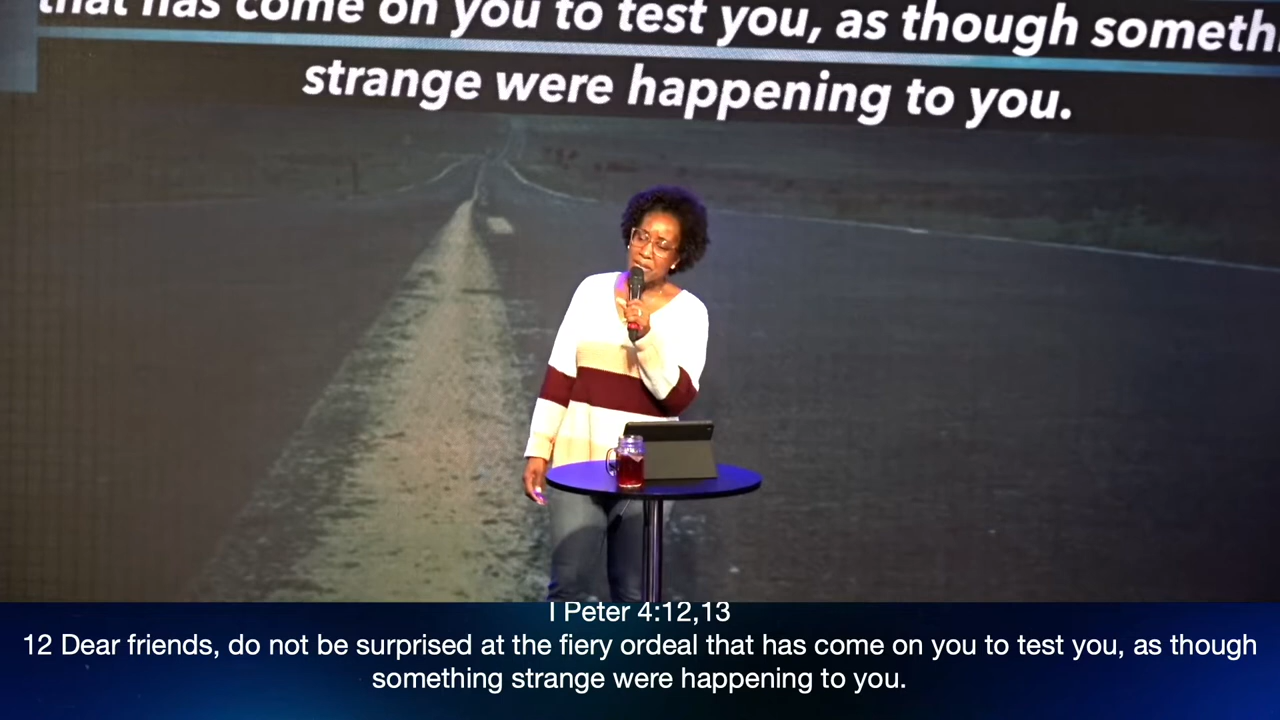 that has come on you to test you, as though someth
strange were happening to you.
I Peter 4:12,13
12 Dear friends, do not be surprised at the fiery ordeal that has come on you to test you, as though
something strange were happening to you.